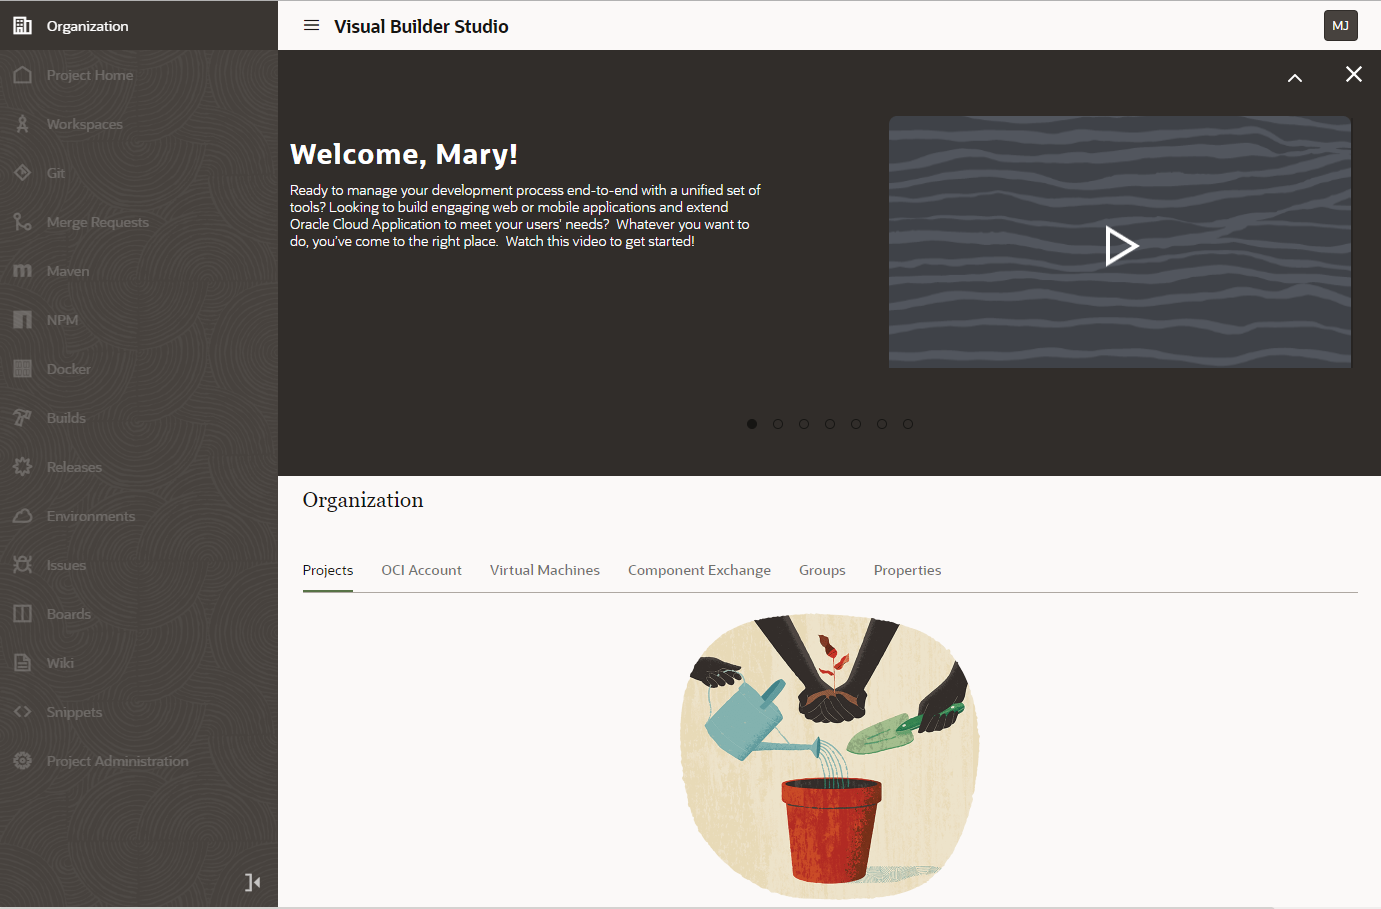 Organization
Project Home
Workspaces
Git
Merge Requests
Maven
NPM
Docker
Builds
Releases
Environments
Issues
Boards
Wiki
Snippets
Project Administration
Visual Builder Studio
MJ
Welcome, Mary!
Ready to manage your development process end-to-end with a unified set of
tools? Looking to build engaging web or mobile applications and extend
Oracle Cloud Application to meet your users' needs?  Whatever you want to
do, you've come to the right place.  Watch this video to get started!
Organization
Projects OCI Account Virtual Machines Component Exchange Groups Properties